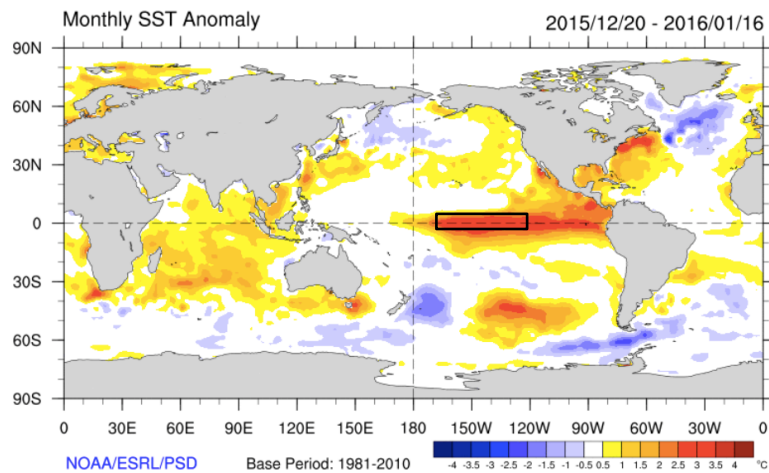 Monthly SST Anomaly 2015/12/20 - 2016/01/16
90N
60N
30N
0
30S
60S
90S
0 30E 60E 90E 120E 150E 180 150W 120W 90W 60W 30W 0
NOAA/ESRL/PSD Base Period: 1981-2010
-4 -3.5 -3 -2.5 -2 -1.5 -1 -0.5 0.5 1 1.5 2 2.5 3 3.5 4 °C